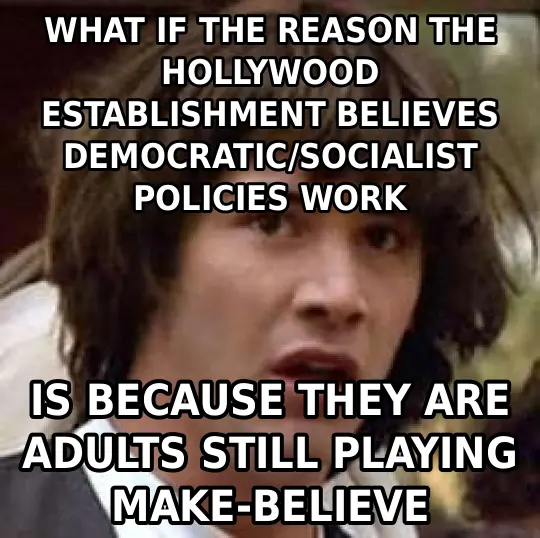 WHAT IF THE REASON THE
HOLLYWOOD
ESTABLISHMENT BELIEVES
DEMOCRATIC/SOCIALIST
POLICIES WORK
IS BECAUSE THEY ARE
ADULTS STILL PLAYING
MAKE-BELIEVE